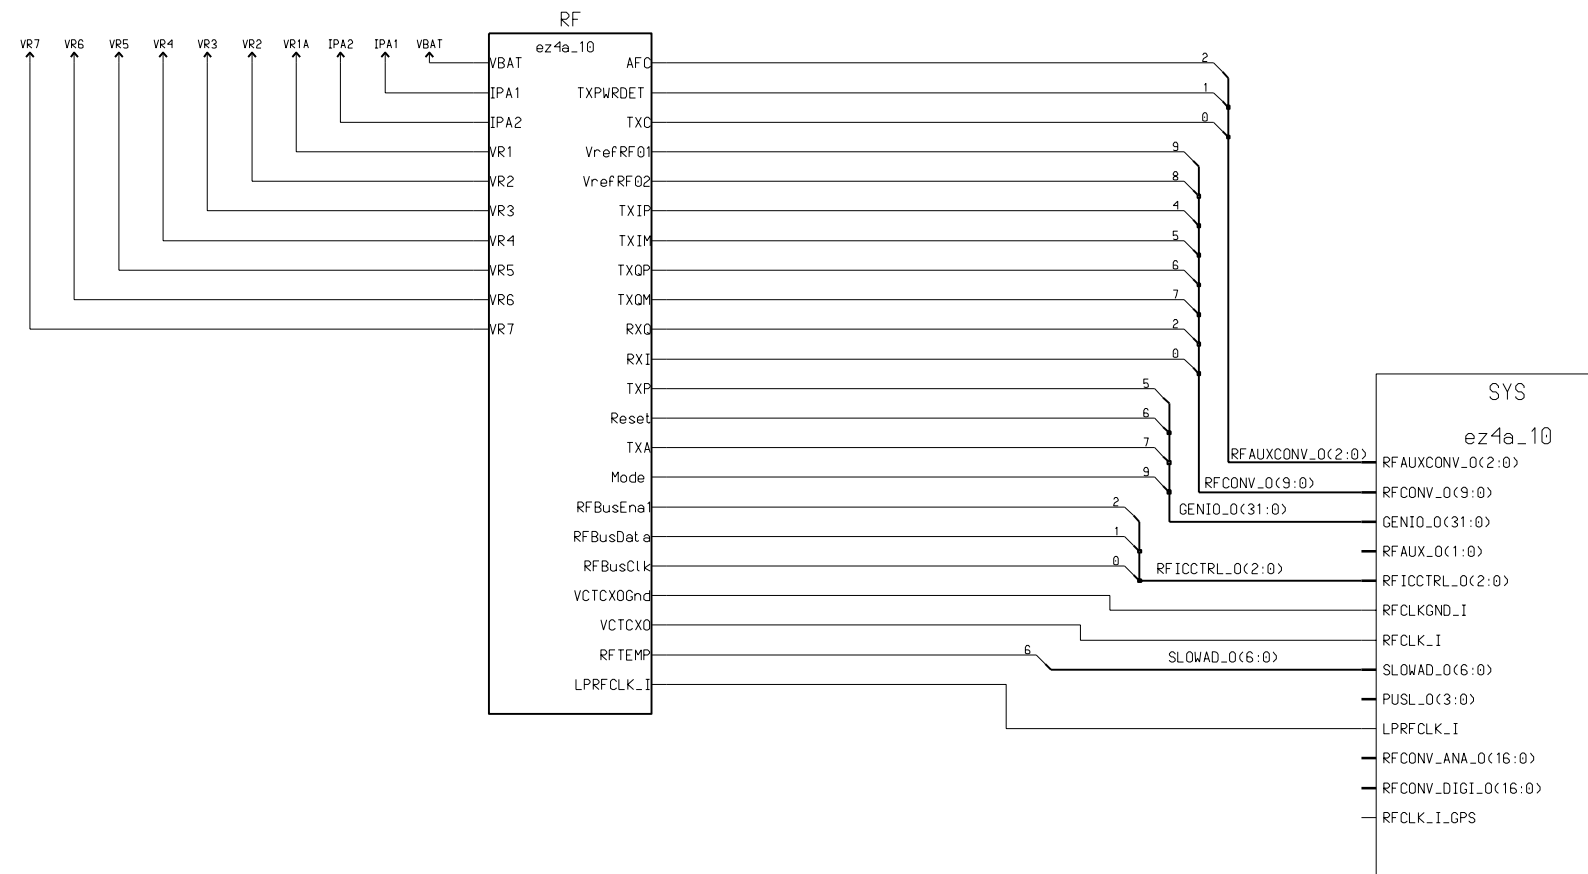 RF
VR7 VR6 VR5 VR4 VR3 VR2 VR1A IPA2 IPA1 VBAT
ez4a_10
VBAT AFC 2
IPA1 TXPWRDET 1
IPA2 TXC 0
VR1 VrefRF01 9
VR2 VrefRF02 8
VR3 TXIP 4
VR4 TXIM 5
VR5 TXQP 6
VR6 TXQM 7
VR7 RXQ 2
RXI 0
TXP 5
Reset 6
TXA 7
Mode 9
RFBusEna1 2
RFBusData 1
RFBusClk 0
VCTCXOGnd
VCTCXO
RFTEMP 6
LPRFCLK_I
SYS
ez4a_10
RFAUXCONV_O(2:0) RFAUXCONV_O(2:0)
RFCONV_O(9:0) RFCONV_O(9:0)
GENIO_O(31:0) GENIO_O(31:0)
RFAUX_O(1:0)
RFICCTRL_O(2:0) RFICCTRL_O(2:0)
RFCLKGND_I
RFCLK_I
SLOWAD_O(6:0) SLOWAD_O(6:0)
PUSL_O(3:0)
LPRFCLK_I
RFCONV_ANA_O(16:0)
RFCONV_DIGI_O(16:0)
RFCLK_I_GPS